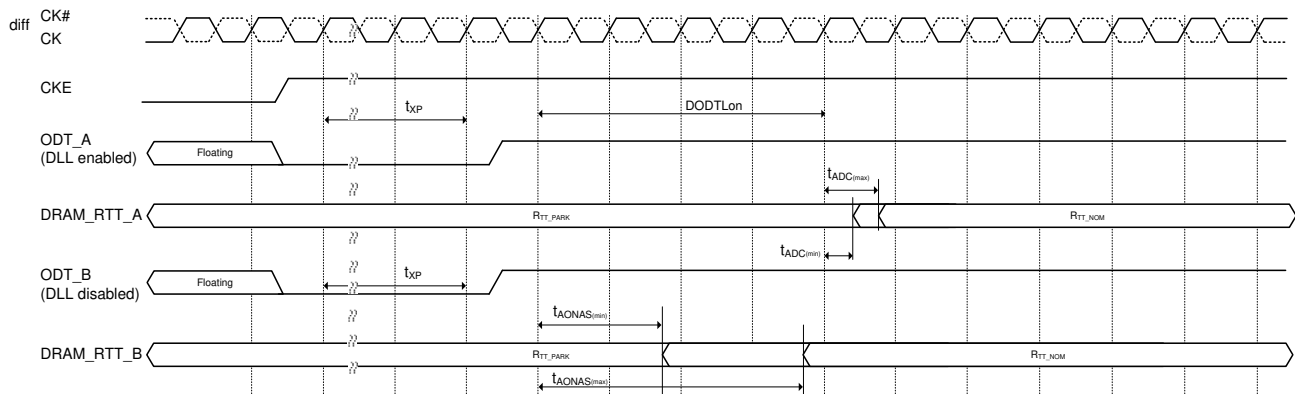 diff CK#
CK
CKE
tXP
DODTLon
ODT_A
(DLL enabled)
Floating
tADC(max)
DRAM_RTT_A
RTT_PARK
RTT_NOM
tADC(min)
ODT_B
(DLL disabled)
Floating
tXP
tAONAS(min)
DRAM_RTT_B
RTT_PARK
RTT_NOM
tAONAS(max)